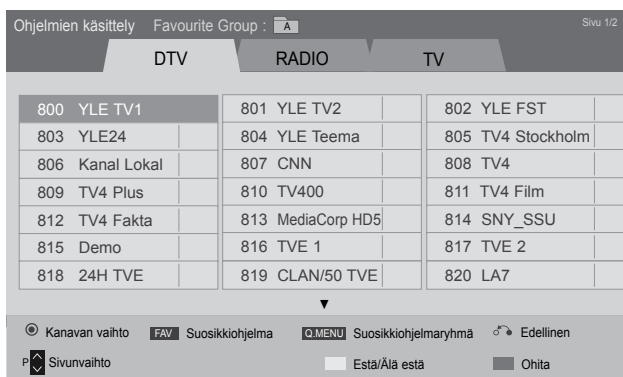 Ohjelmien käsittely Favourite Group : A Sivu 1/2
DTV RADIO TV
800 YLE TV1 801 YLE TV2 802 YLE FST
803 YLE24 804 YLE Teema 805 TV4 Stockholm
806 Kanal Lokal 807 CNN 808 TV4
809 TV4 Plus 810 TV400 811 TV4 Film
812 TV4 Fakta 813 MediaCorp HD5 814 SNY_SSU
815 Demo 816 TVE 1 817 TVE 2
818 24H TVE 819 CLAN/50 TVE 820 LA7
Kanavan vaihto FAV Suosikkiohjelma Q.MENU Suosikkiohjelmaryhmä Edellinen
P Sivunvaihto Estä/Älä estä Ohita